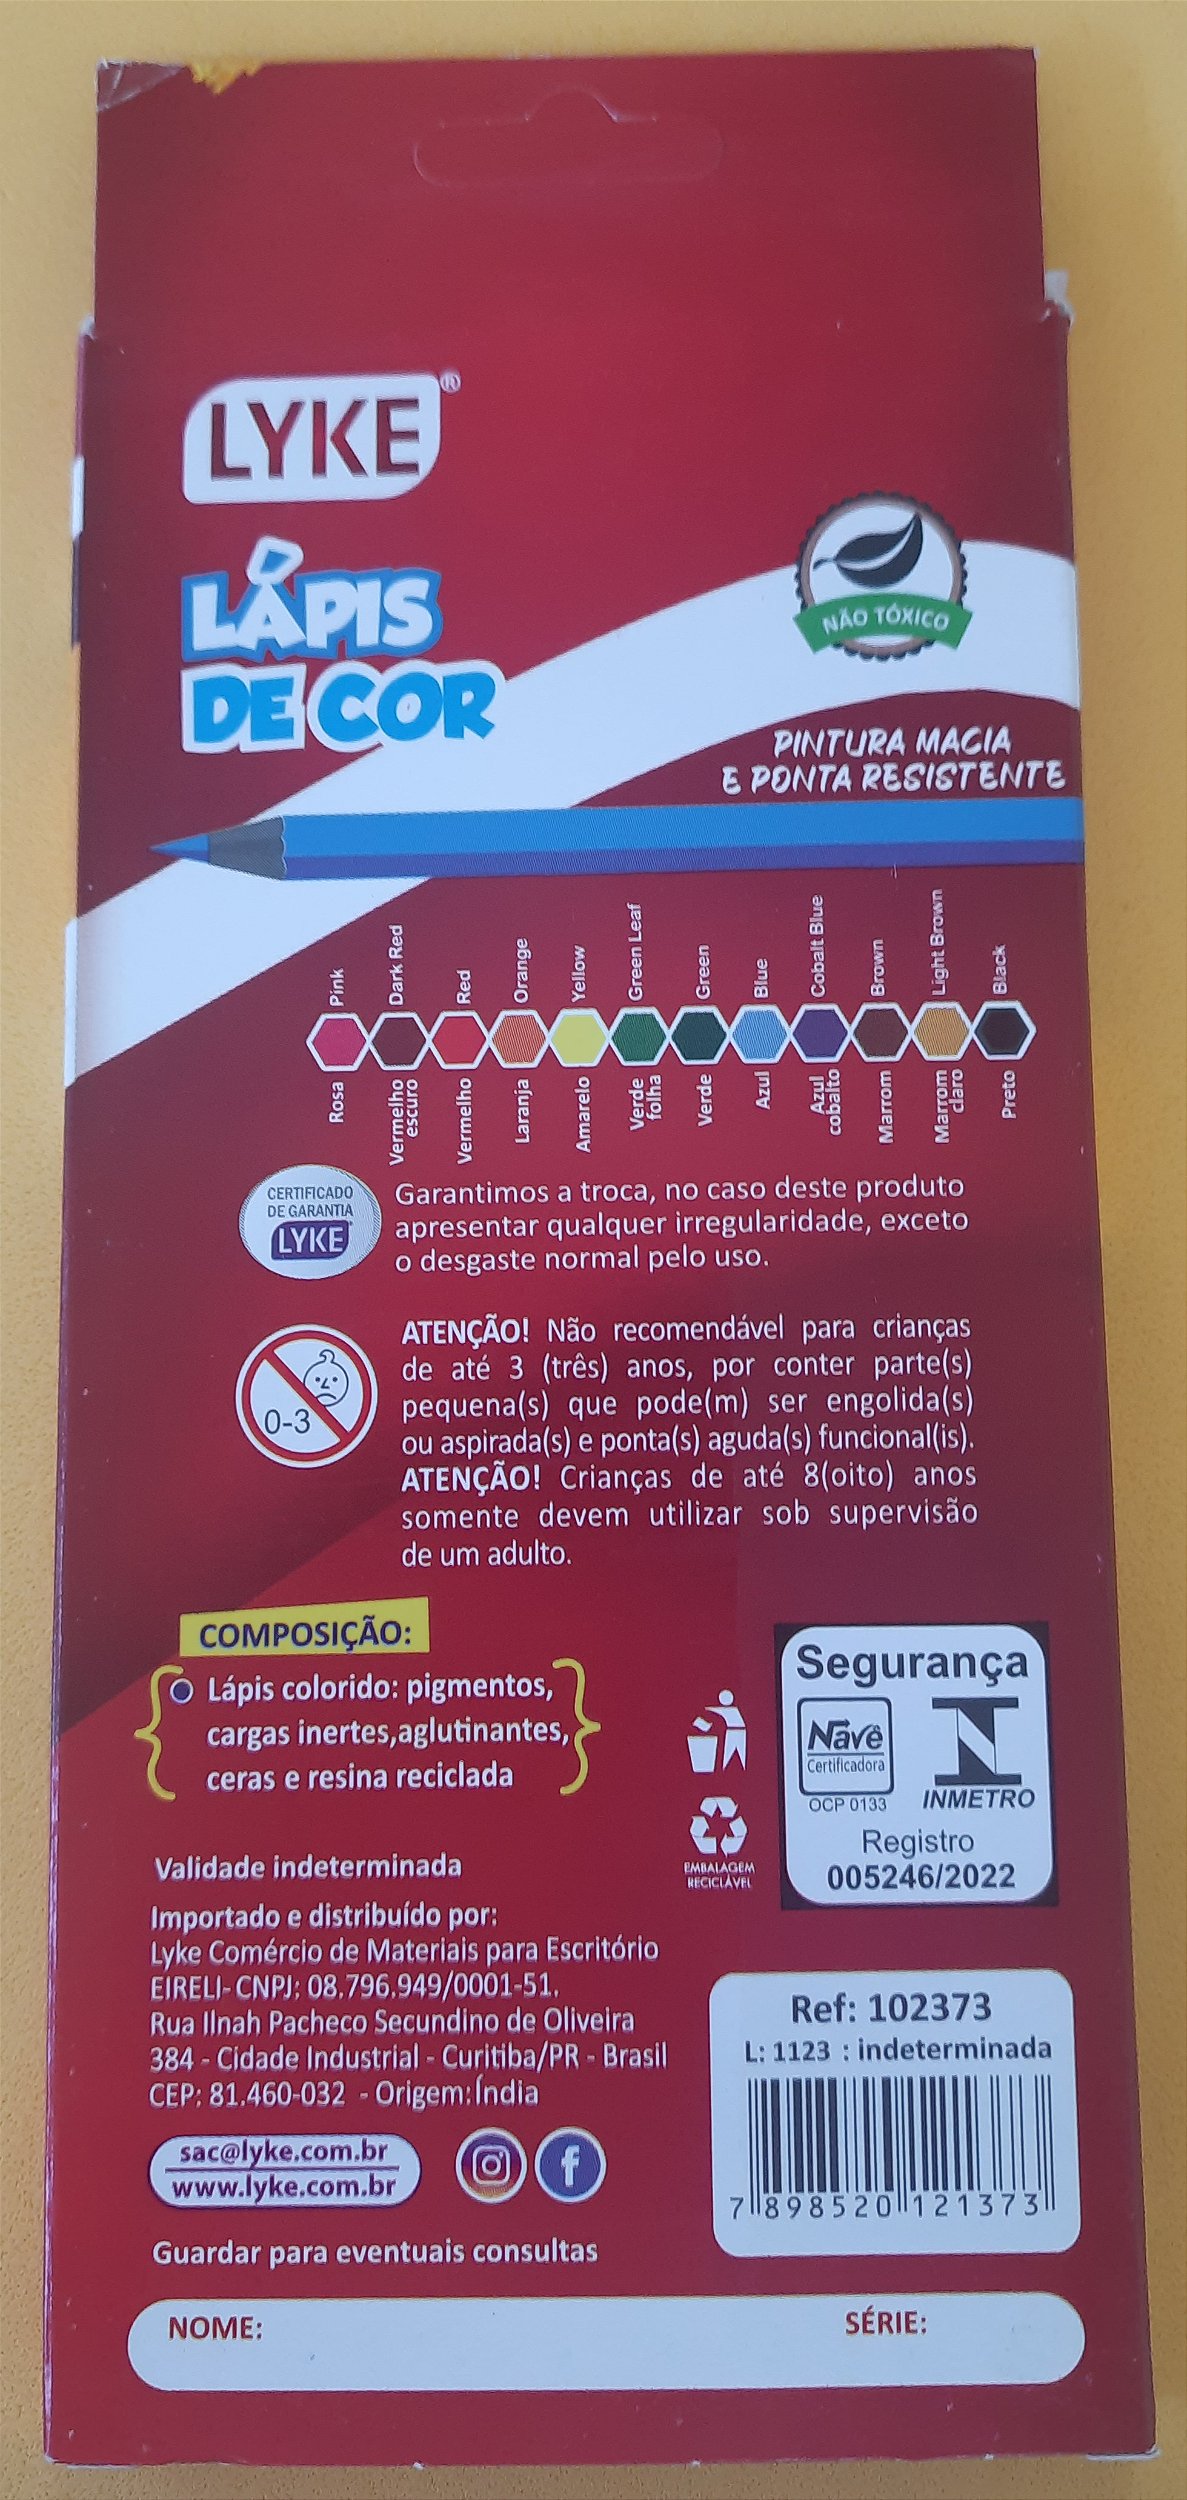 LYKE®
LÁPIS
DE COR
NÃO TÓXICO
PINTURA MACIA
E PONTA RESISTENTE
Pink
Dark Red
Red
Orange
Yellow
Green Leaf
Green
Blue
Cobalt Blue
Brown
Light Brown
Black
Rosa
Vermelho
escuro
Vermelho
Laranja
Amarelo
Verde
folha
Verde
Azul
Azul
cobalto
Marrom
Marrom
claro
Preto
CERTIFICADO
DE GARANTIA
LYKE
Garantimos a troca, no caso deste produto
apresentar qualquer irregularidade, exceto
o desgaste normal pelo uso.
0-3
ATENÇÃO! Não recomendável para crianças
de até 3 (três) anos, por conter parte(s)
pequena(s) que pode(m) ser engolida(s)
ou aspirada(s) e ponta(s) aguda(s) funcional(is).
ATENÇÃO! Crianças de até 8(oito) anos
somente devem utilizar sob supervisão
de um adulto.
COMPOSIÇÃO:
Lápis colorido: pigmentos,
cargas inertes,aglutinantes,
ceras e resina reciclada
EMBALAGEM
RECICLÁVEL
Segurança
Navê
Certificadora
OCP 0133
INMETRO
Registro
005246/2022
Validade indeterminada
Importado e distribuído por:
Lyke Comércio de Materiais para Escritório
EIRELI- CNPJ: 08.796.949/0001-51.
Rua Ilnah Pacheco Secundino de Oliveira
384 - Cidade Industrial - Curitiba/PR - Brasil
CEP: 81.460-032 - Origem:Índia
sac@lyke.com.br
www.lyke.com.br
Guardar para eventuais consultas
Ref: 102373
L: 1123 : indeterminada
7 898520 121373
NOME:
SÉRIE: